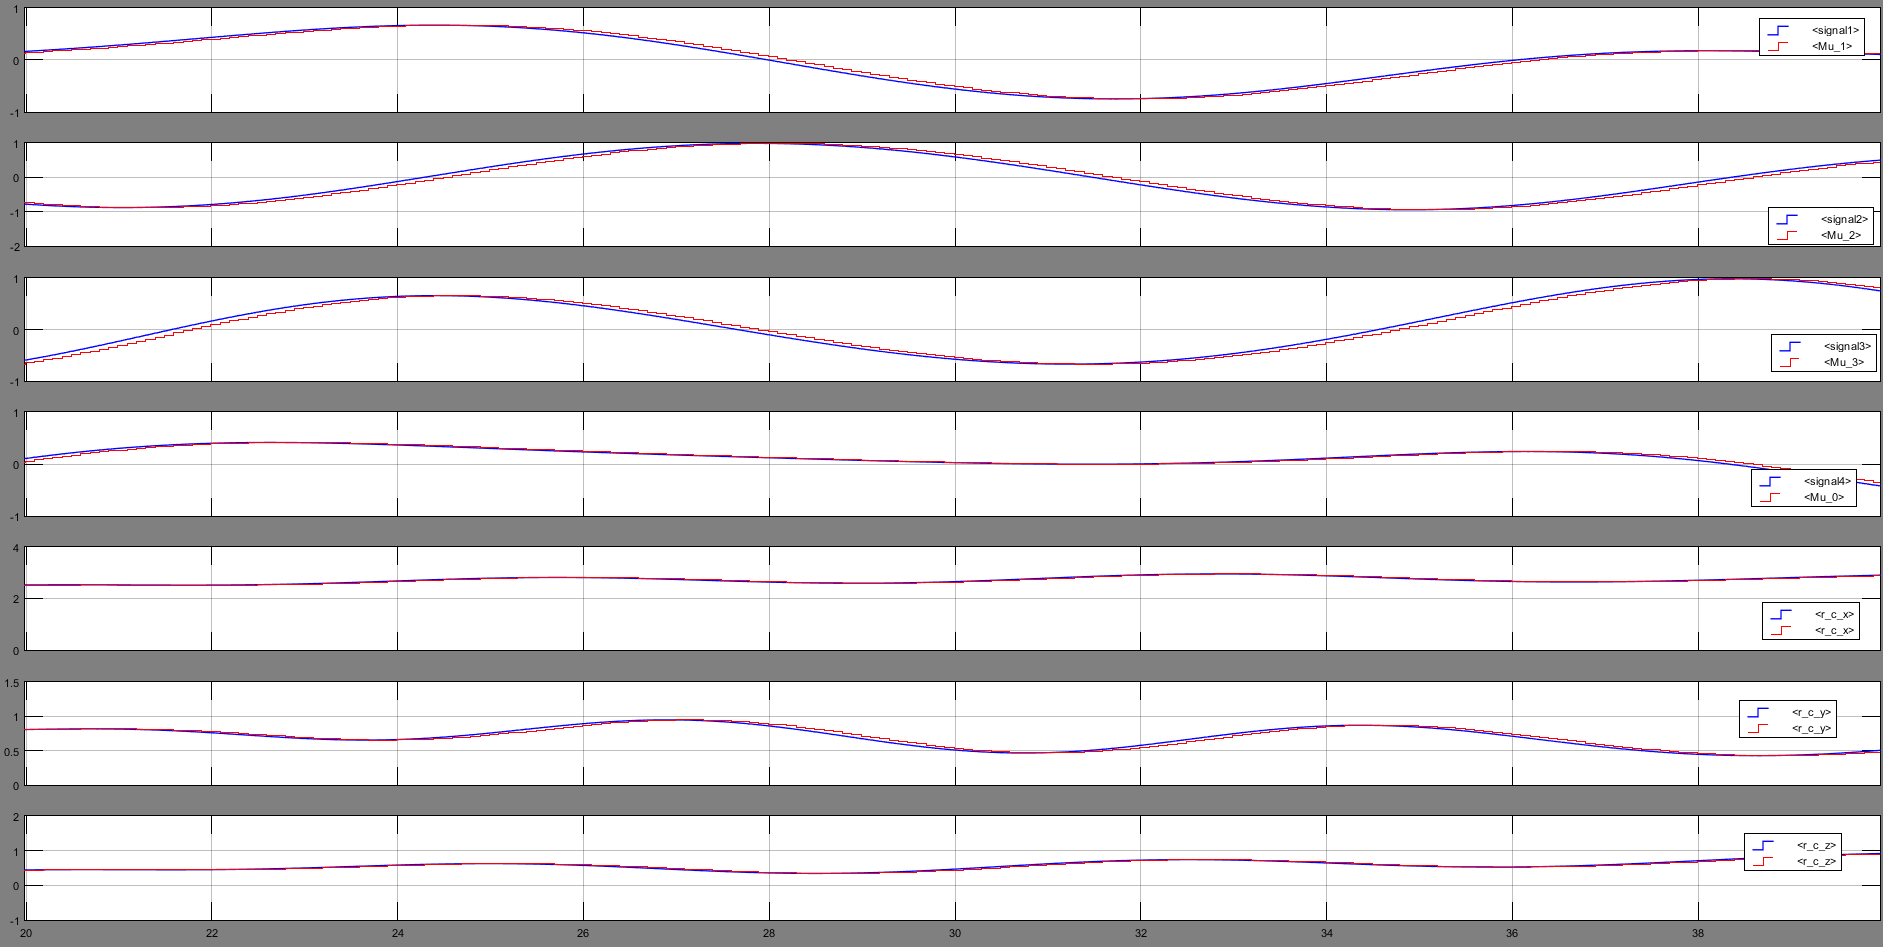 1
0
-1
<signal1>
<Mu_1>
1
0
-1
-2
<signal2>
<Mu_2>
1
0
-1
<signal3>
<Mu_3>
1
0
-1
<signal4>
<Mu_0>
4
2
0
<r_c_x>
<r_c_x>
1.5
1
0.5
0
<r_c_y>
<r_c_y>
2
1
0
-1
<r_c_z>
<r_c_z>
20 22 24 26 28 30 32 34 36 38